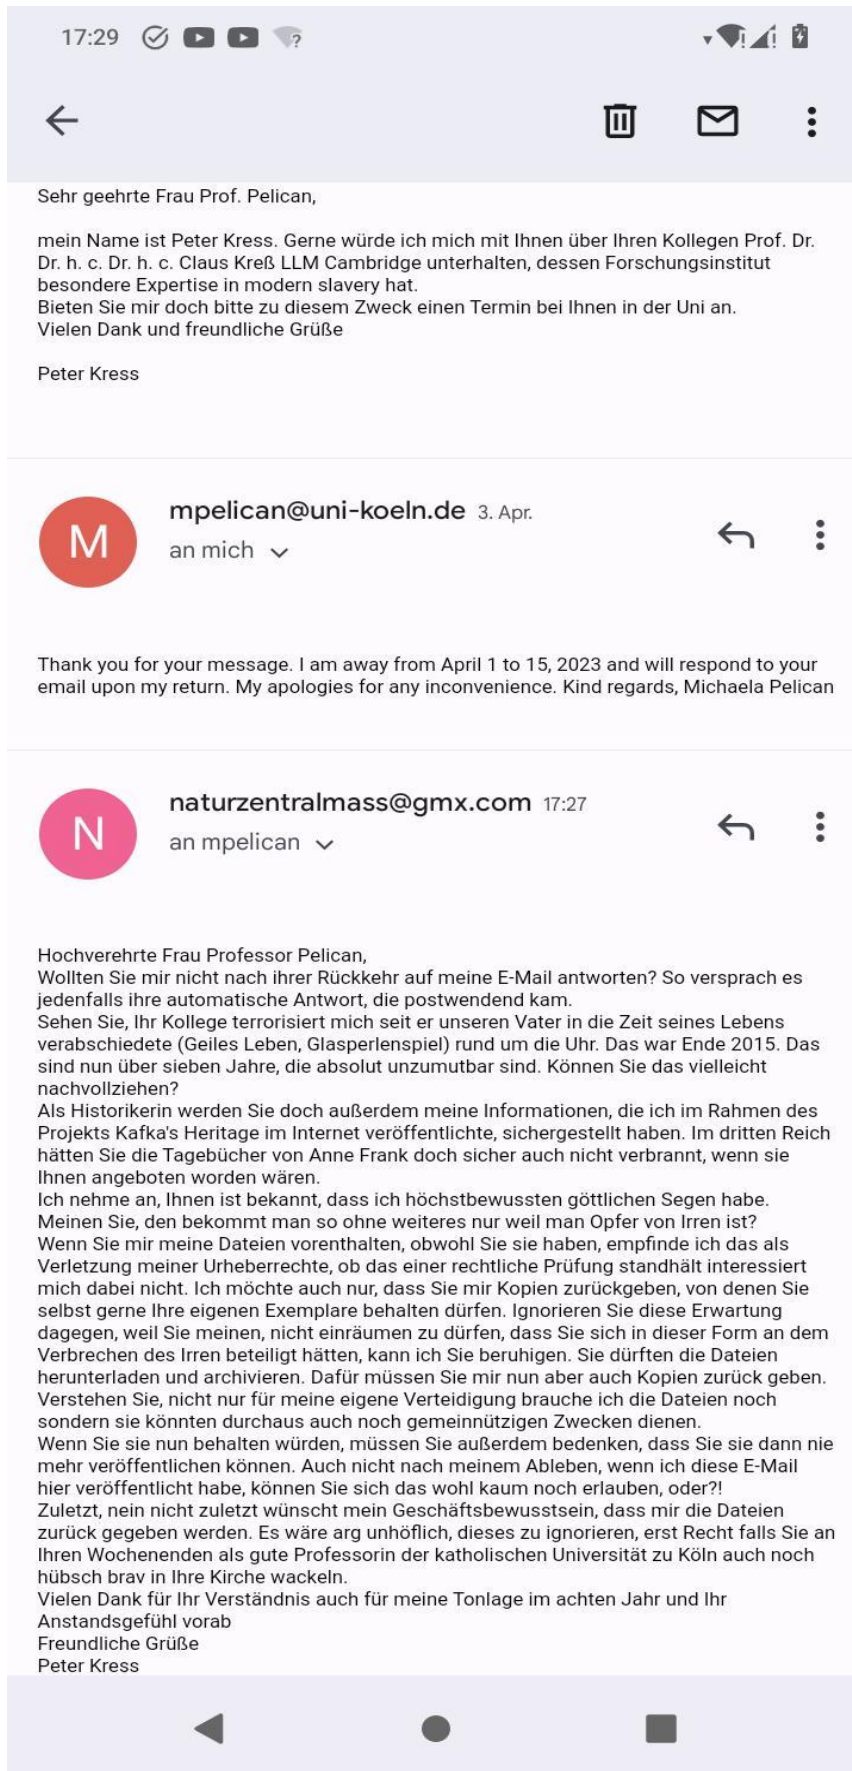 17:29
Sehr geehrte Frau Prof. Pelican,
mein Name ist Peter Kress. Gerne würde ich mich mit Ihnen über Ihren Kollegen Prof. Dr.
Dr. h. c. Dr. h. c. Claus Kreß LLM Cambridge unterhalten, dessen Forschungsinstitut
besondere Expertise in modern slavery hat.
Bieten Sie mir doch bitte zu diesem Zweck einen Termin bei Ihnen in der Uni an.
Vielen Dank und freundliche Grüße
Peter Kress
M
mpelican@uni-koeln.de 3. Apr.
an mich
Thank you for your message. I am away from April 1 to 15, 2023 and will respond to your
email upon my return. My apologies for any inconvenience. Kind regards, Michaela Pelican
N
naturzentralmass@gmx.com 17:27
an mpelican
Hochverehrte Frau Professor Pelican,
Wollten Sie mir nicht nach ihrer Rückkehr auf meine E-Mail antworten? So versprach es
jedenfalls ihre automatische Antwort, die postwendend kam.
Sehen Sie, Ihr Kollege terrorisiert mich seit er unseren Vater in die Zeit seines Lebens
verabschiedete (Geiles Leben, Glasperlenspiel) rund um die Uhr. Das war Ende 2015. Das
sind nun über sieben Jahre, die absolut unzumutbar sind. Können Sie das vielleicht
nachvollziehen?
Als Historikerin werden Sie doch außerdem meine Informationen, die ich im Rahmen des
Projekts Kafka's Heritage im Internet veröffentlichte, sichergestellt haben. Im dritten Reich
hätten Sie die Tagebücher von Anne Frank doch sicher auch nicht verbrannt, wenn sie
Ihnen angeboten worden wären.
Ich nehme an, Ihnen ist bekannt, dass ich höchstbewussten göttlichen Segen habe.
Meinen Sie, den bekommt man so ohne weiteres nur weil man Opfer von Irren ist?
Wenn Sie mir meine Dateien vorenthalten, obwohl Sie sie haben, empfinde ich das als
Verletzung meiner Urheberrechte, ob das einer rechtliche Prüfung standhält interessiert
mich dabei nicht. Ich möchte auch nur, dass Sie mir Kopien zurückgeben, von denen Sie
selbst gerne Ihre eigenen Exemplare behalten dürfen. Ignorieren Sie diese Erwartung
dagegen, weil Sie meinen, nicht einräumen zu dürfen, dass Sie sich in dieser Form an dem
Verbrechen des Irren beteiligt hätten, kann ich Sie beruhigen. Sie dürften die Dateien
herunterladen und archivieren. Dafür müssen Sie mir nun aber auch Kopien zurück geben.
Verstehen Sie, nicht nur für meine eigene Verteidigung brauche ich die Dateien noch
sondern sie könnten durchaus auch noch gemeinnützigen Zwecken dienen.
Wenn Sie sie nun behalten würden, müssen Sie außerdem bedenken, dass Sie sie dann nie
mehr veröffentlichen können. Auch nicht nach meinem Ableben, wenn ich diese E-Mail
hier veröffentlicht habe, können Sie sich das wohl kaum noch erlauben, oder?!
Zuletzt, nein nicht zuletzt wünscht mein Geschäftsbewusstsein, dass mir die Dateien
zurück gegeben werden. Es wäre arg unhöflich, dieses zu ignorieren, erst Recht falls Sie an
Ihren Wochenenden als gute Professorin der katholischen Universität zu Köln auch noch
hübsch brav in Ihre Kirche wackeln.
Vielen Dank für Ihr Verständnis auch für meine Tonlage im achten Jahr und Ihr
Anstandsgefühl vorab
Freundliche Grüße
Peter Kress